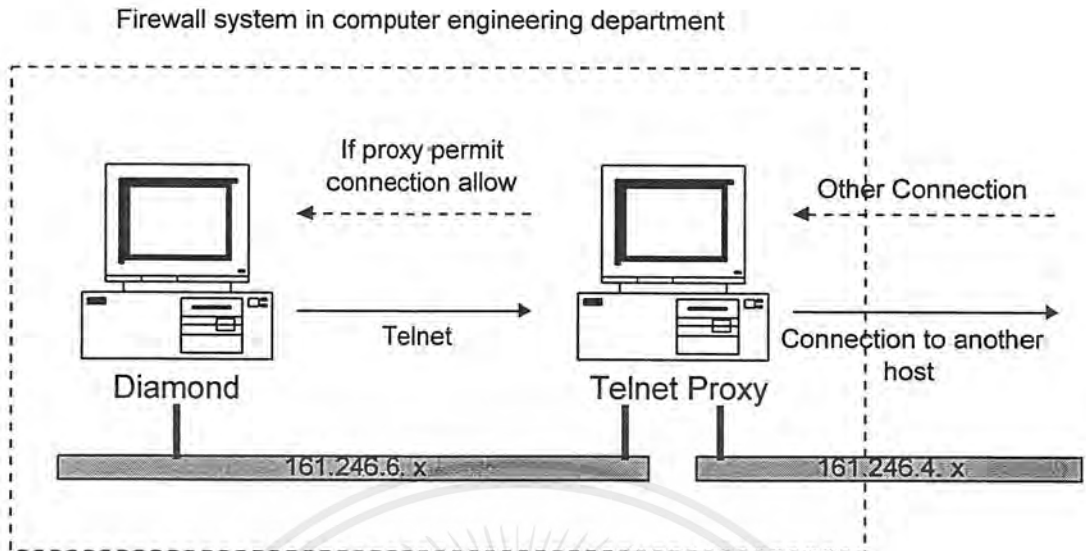 Firewall system in computer engineering department
If proxy permit
connection allow
Other Connection
Telnet
Connection to another
host
Diamond
Telnet Proxy
161.246.6. x
161.246.4. x